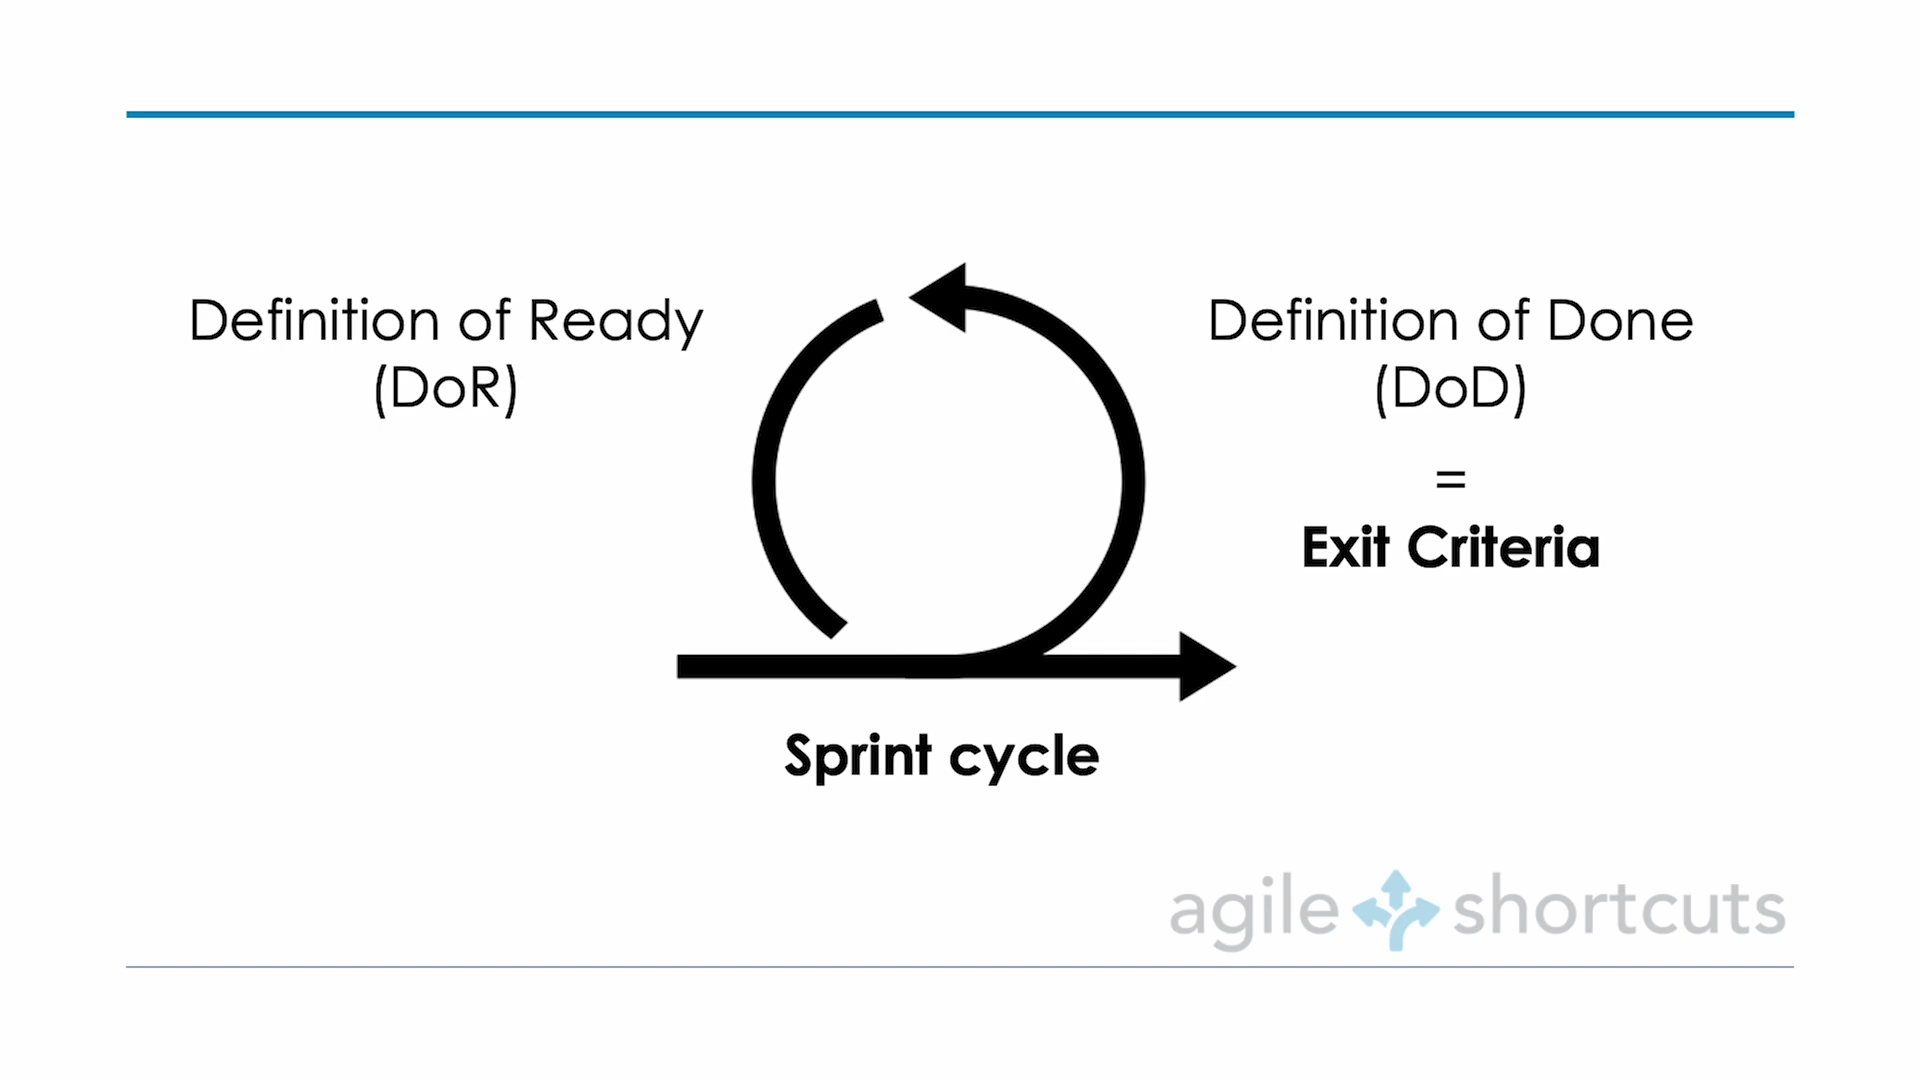 Definition of Ready
(DoR)
Definition of Done
(DoD)
=
Exit Criteria
Sprint cycle
agile shortcuts